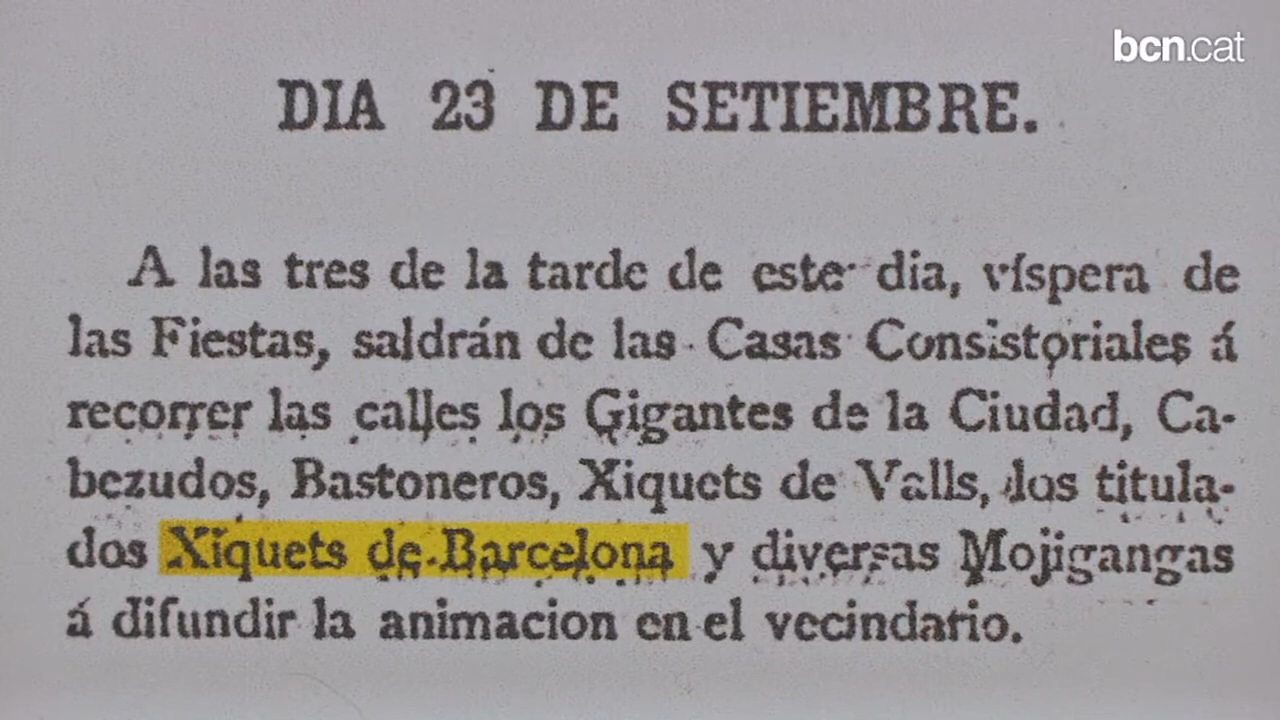 bcn.cat
DIA 23 DE SETIEMBRE.
A las tres de la tarde de este dia, víspera de
las Fiestas, saldrán de las Casas Consistoriales á
recorrer las calles los Gigantes de la Ciudad, Ca-
bezudos, Bastoneros, Xiquets de Valls, los titula-
dos Xiquets de Barcelona y diversas Mojigangas
á difundir la animacion en el vecindario.